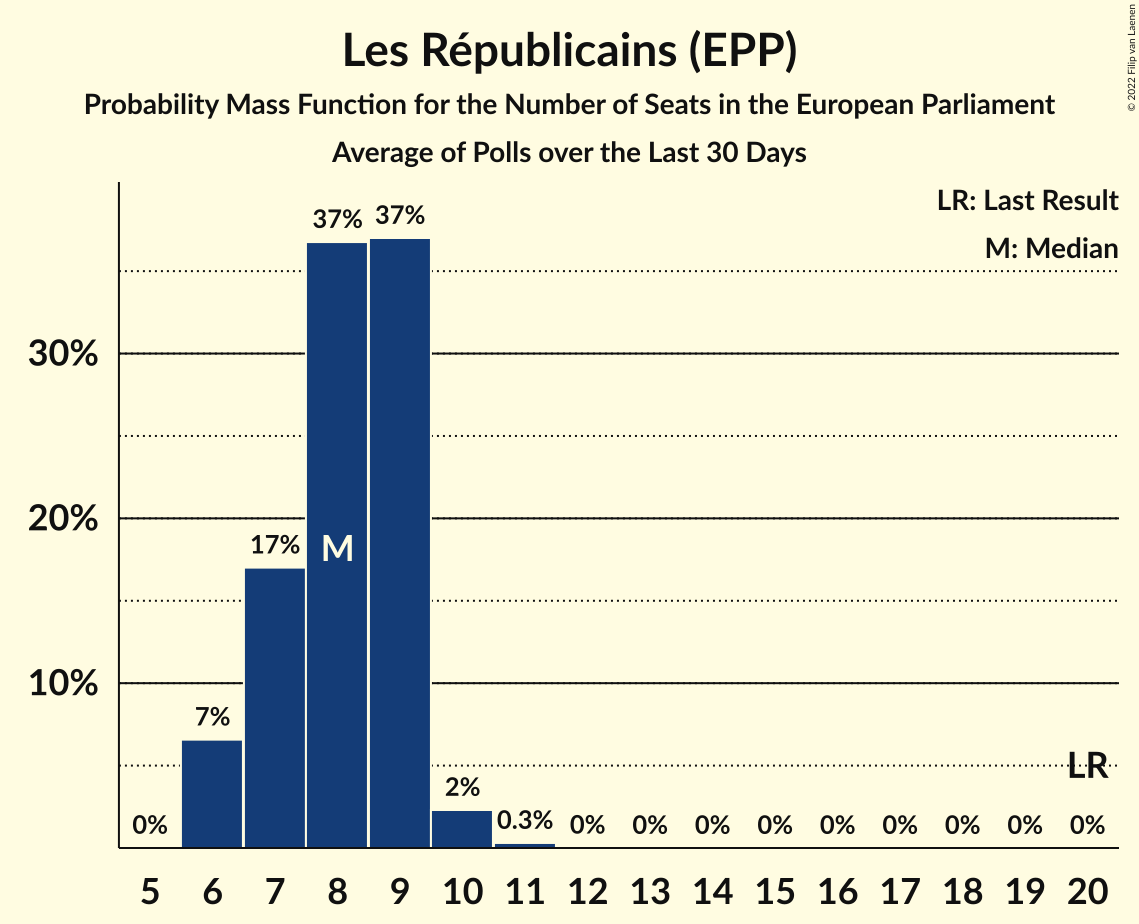 Les Républicains (EPP)
Probability Mass Function for the Number of Seats in the European Parliament
Average of Polls over the Last 30 Days
© 2022 Filip van Laenen
LR: Last Result
M: Median
37% 37%
30%
20%
17% M
10%
7%
LR
2%
0% 0.3% 0% 0% 0% 0% 0% 0% 0% 0% 0%
5 6 7 8 9 10 11 12 13 14 15 16 17 18 19 20